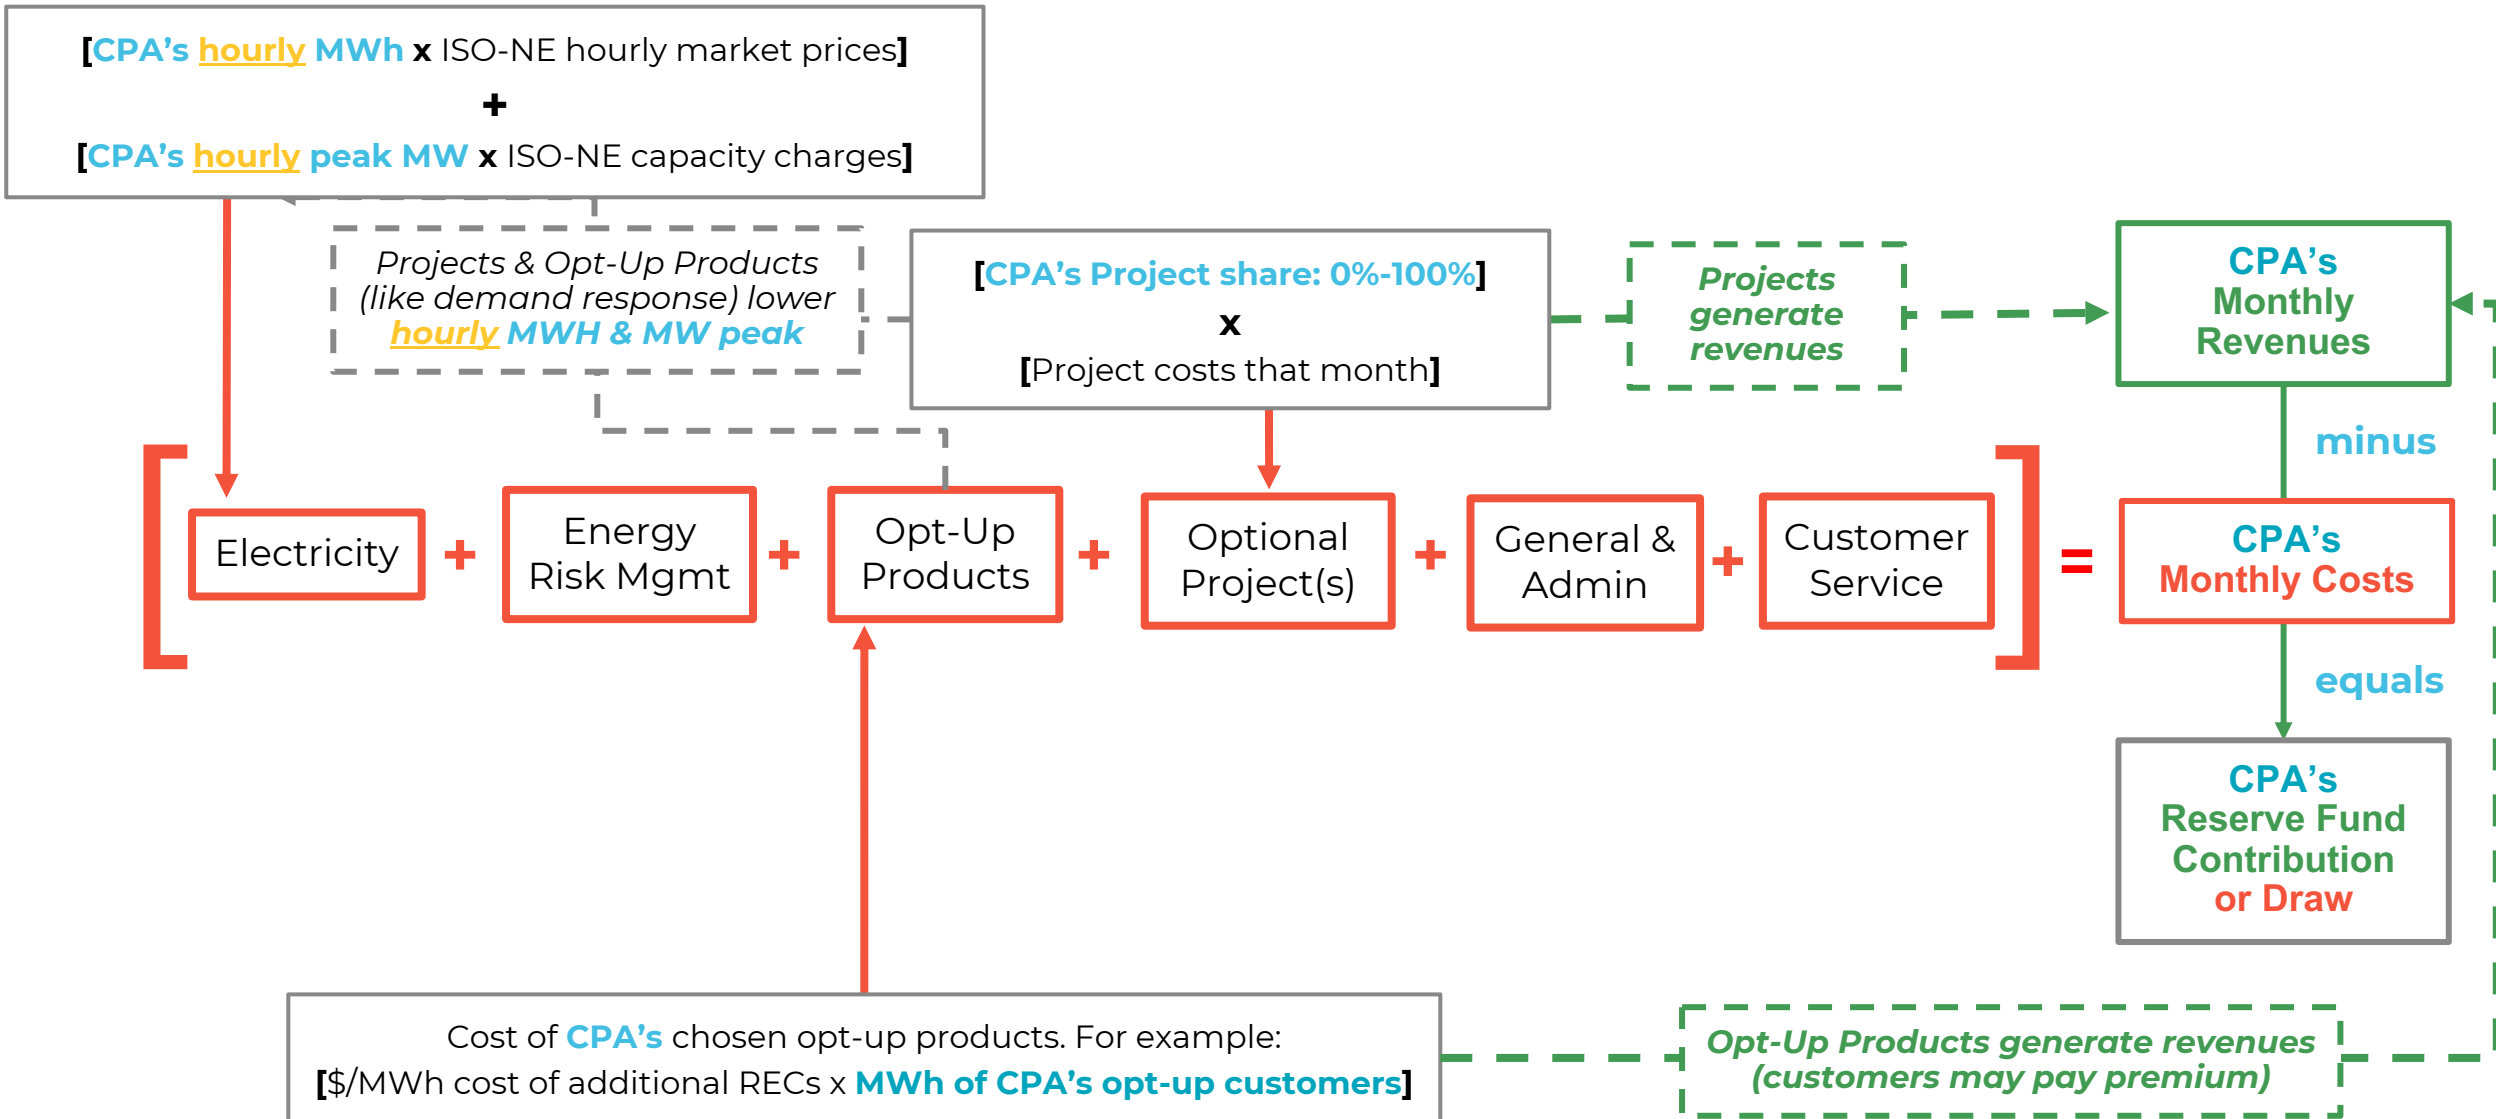 [CPA’s hourly MWh x ISO-NE hourly market prices]
+
[CPA’s hourly peak MW x ISO-NE capacity charges]
Projects & Opt-Up Products
(like demand response) lower
hourly MWH & MW peak
[CPA’s Project share: 0%-100%]
x
[Project costs that month]
Projects
generate
revenues
CPA’s
Monthly
Revenues
minus
[
Electricity
+
Energy
Risk Mgmt
+
Opt-Up
Products
+
Optional
Project(s)
+
General &
Admin
+
Customer
Service
]
=
CPA’s
Monthly Costs
equals
CPA’s
Reserve Fund
Contribution
or Draw
Cost of CPA’s chosen opt-up products. For example:
[$/MWh cost of additional RECs x MWh of CPA’s opt-up customers]
Opt-Up Products generate revenues
(customers may pay premium)